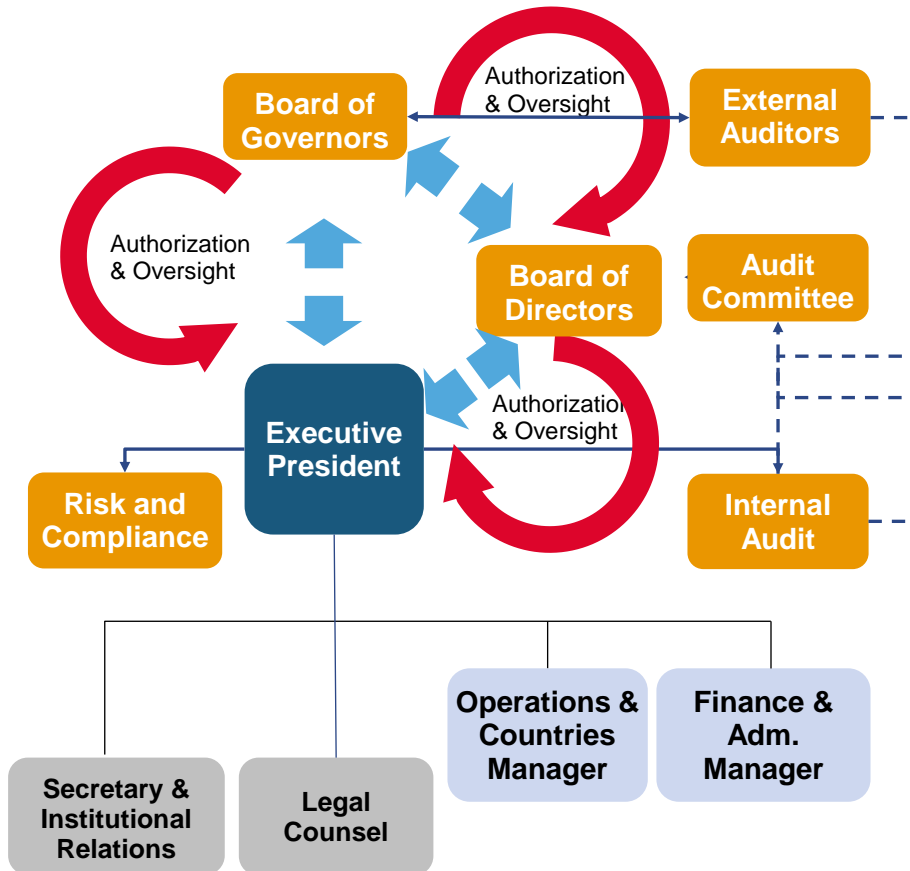 Authorization
& Oversight
Board of
Governors
External
Auditors
Authorization
& Oversight
Board of
Directors
Audit
Committee
Authorization
& Oversight
Executive
President
Risk and
Compliance
Internal
Audit
Operations &
Countries
Manager
Finance &
Adm.
Manager
Secretary &
Institutional
Relations
Legal
Counsel